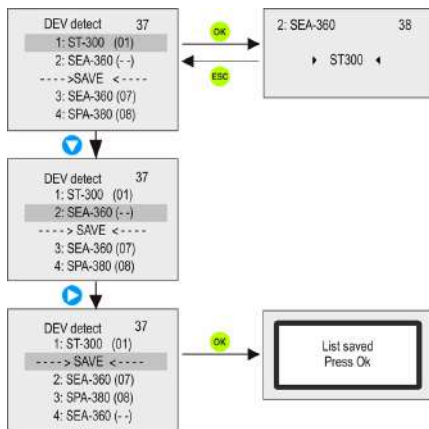 DEV detect 37
1: ST-300 (01)
2: SEA-360 (- -)
- - - ->SAVE <- - - -
3: SEA-360 (07)
4: SPA-380 (08)
OK
ESC
2: SEA-360 38
ST300
DEV detect 37
1: ST-300 (01)
2: SEA-360 (- -)
- - - -> SAVE <- - - -
3: SEA-360 (07)
4: SPA-380 (08)
DEV detect 37
1: ST-300 (01)
- - - -> SAVE <- - - -
2: SEA-360 (07)
3: SPA-380 (08)
4: SEA-360 (- -)
OK
List saved
Press Ok